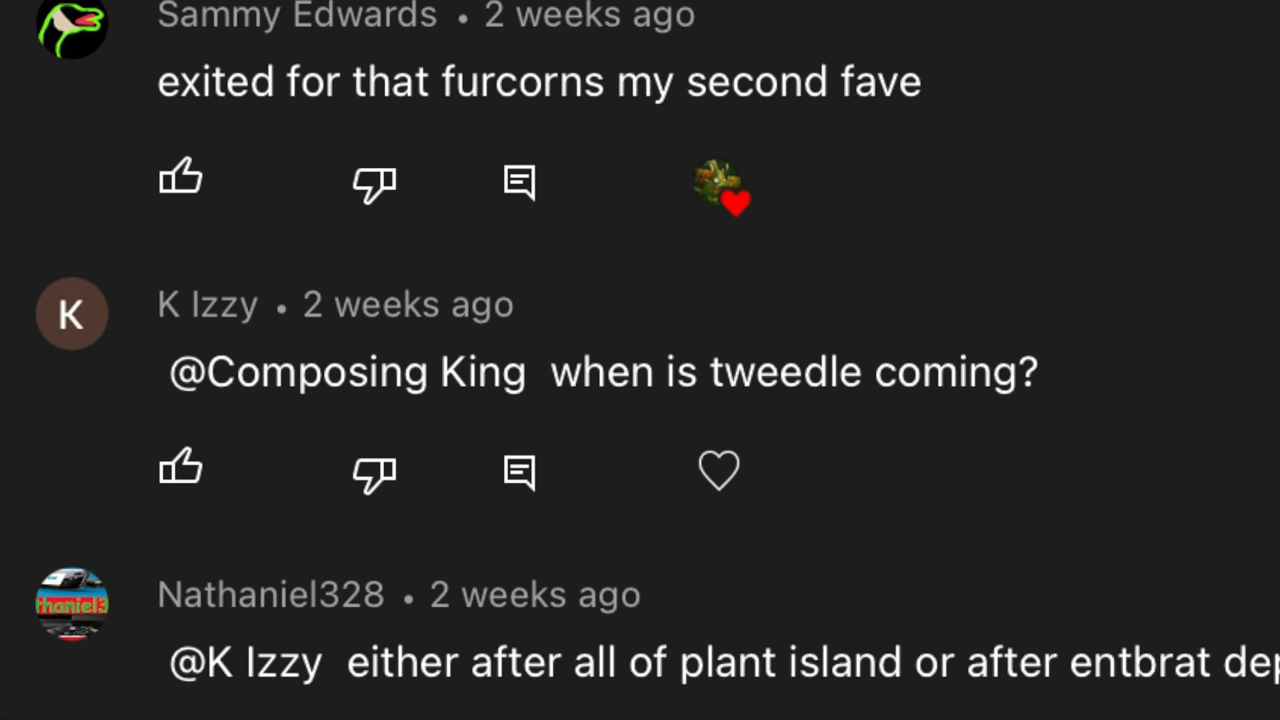 Sammy Edwards • 2 weeks ago
exited for that furcorns my second fave
K
K Izzy • 2 weeks ago
@Composing King when is tweedle coming?
thaniel3
Nathaniel328 • 2 weeks ago
@K Izzy either after all of plant island or after entbrat